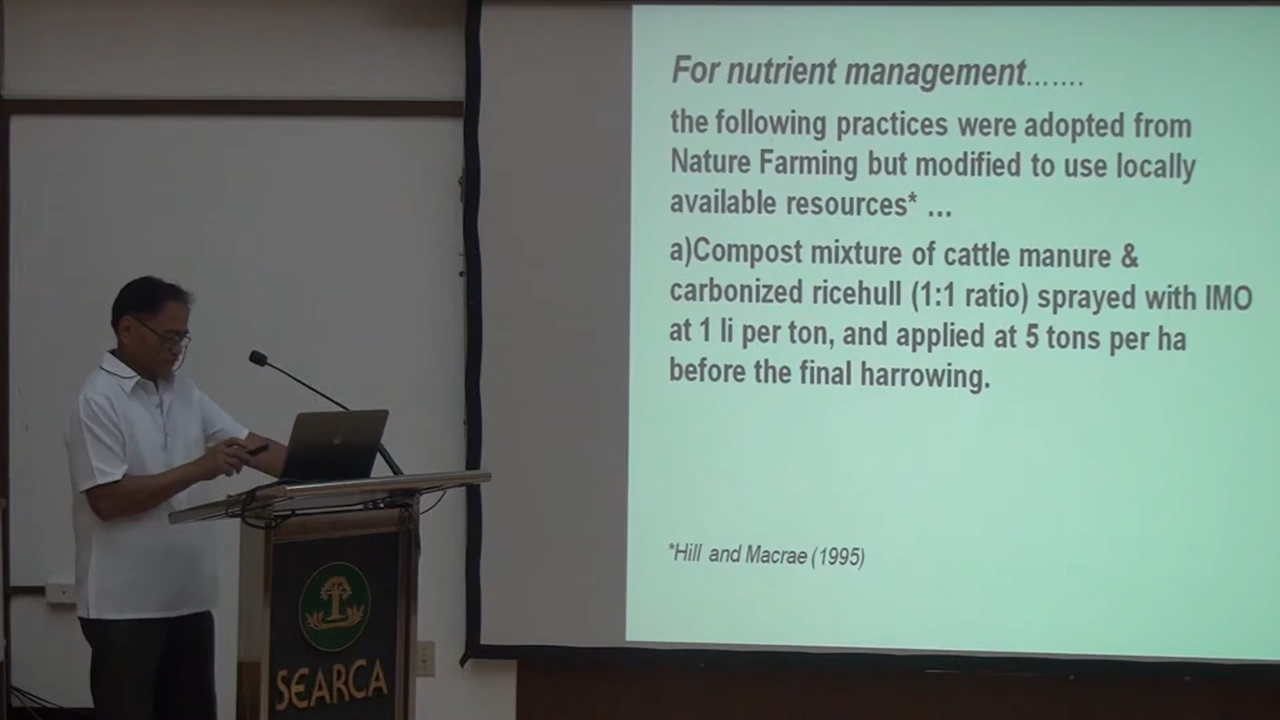 For nutrient management.......
the following practices were adopted from
Nature Farming but modified to use locally
available resources* ...
a)Compost mixture of cattle manure &
carbonized ricehull (1:1 ratio) sprayed with IMO
at 1 li per ton, and applied at 5 tons per ha
before the final harrowing.
*Hill and Macrae (1995)
SEARCA